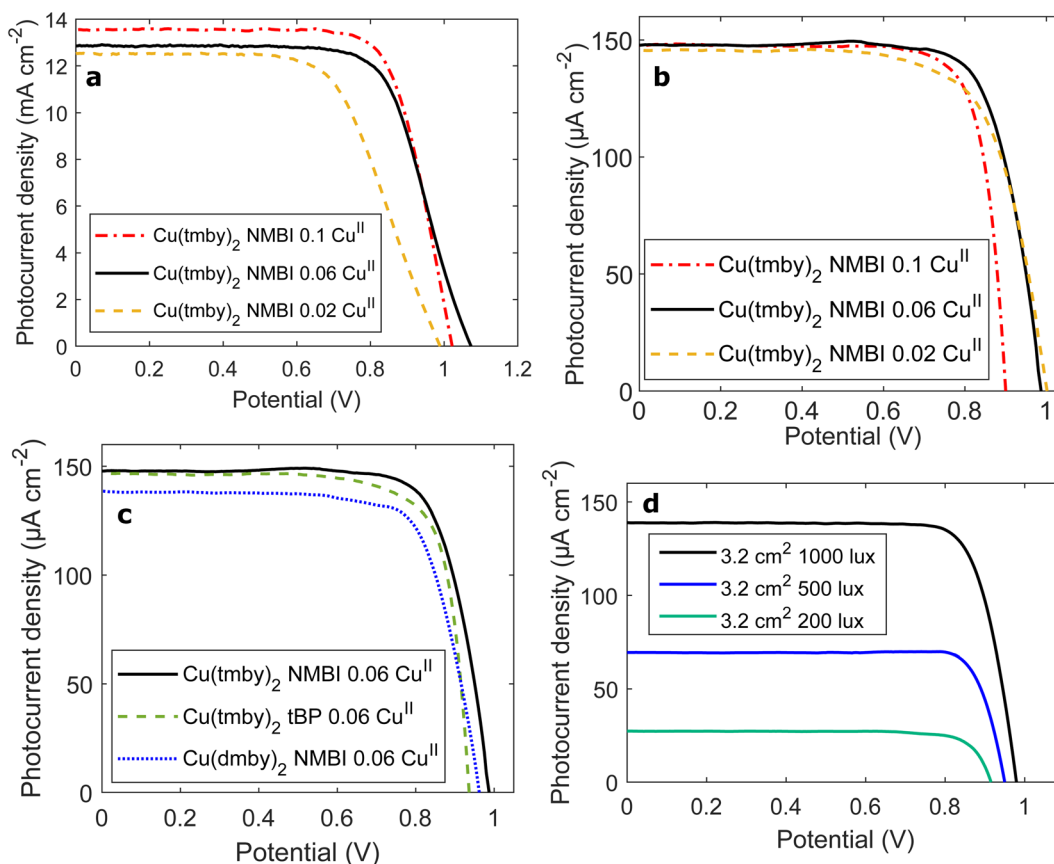 a
Photocurrent density (mA cm-2)
14
12
10
8
6
4
2
0
Cu(tmby)2 NMBI 0.1 CuII
Cu(tmby)2 NMBI 0.06 CuII
Cu(tmby)2 NMBI 0.02 CuII
0 0.2 0.4 0.6 0.8 1 1.2
Potential (V)
b
Photocurrent density (µA cm-2)
150
100
50
0
Cu(tmby)2 NMBI 0.1 CuII
Cu(tmby)2 NMBI 0.06 CuII
Cu(tmby)2 NMBI 0.02 CuII
0 0.2 0.4 0.6 0.8 1
Potential (V)
c
Photocurrent density (µA cm-2)
150
100
50
0
Cu(tmby)2 NMBI 0.06 CuII
Cu(tmby)2 tBP 0.06 CuII
Cu(dmby)2 NMBI 0.06 CuII
0 0.2 0.4 0.6 0.8 1
Potential (V)
d
Photocurrent density (µA cm-2)
150
100
50
0
3.2 cm2 1000 lux
3.2 cm2 500 lux
3.2 cm2 200 lux
0 0.2 0.4 0.6 0.8 1
Potential (V)